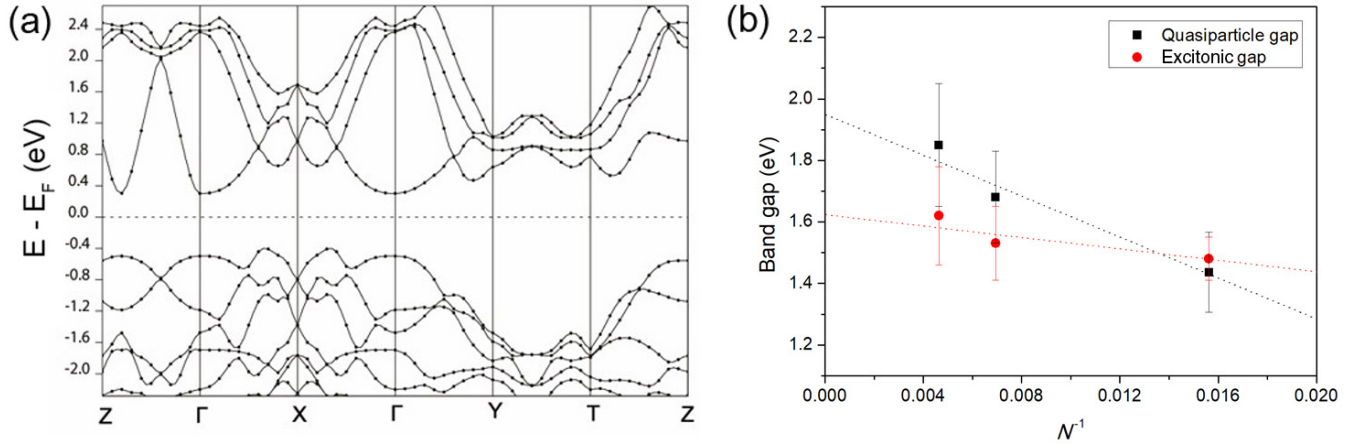 (a)
E - E_F (eV)
2.4
2.0
1.6
1.2
0.8
0.4
0.0
-0.4
-0.8
-1.2
-1.6
-2.0
Z Γ X Γ Y T Z
(b)
Quasiparticle gap
Excitonic gap
Band gap (eV)
2.2
2.0
1.8
1.6
1.4
1.2
0.000 0.004 0.008 0.012 0.016 0.020
N⁻¹